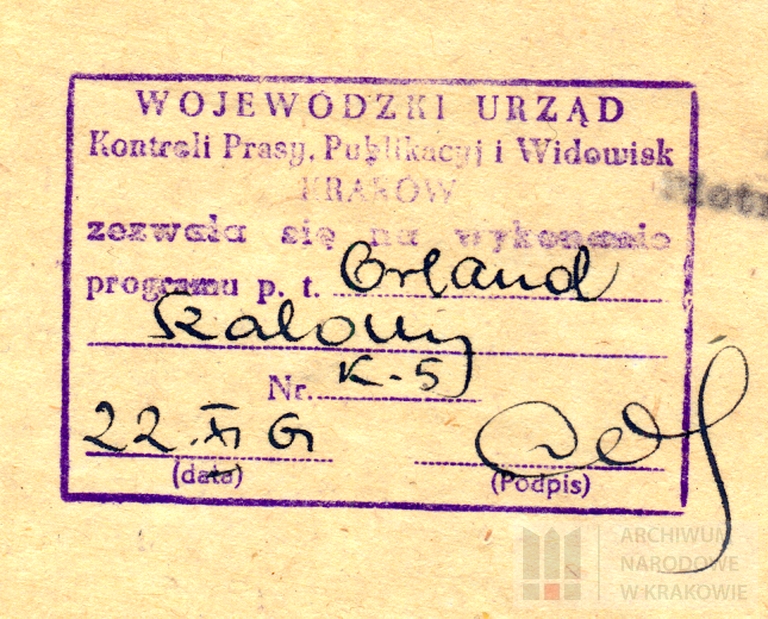 WOJEWÓDZKI URZĄD
Kontroli Prasy, Publikacyj i Widowisk
KRAKÓW
zezwala się na wykonanie
programu p. t. Orland
Szalony
Nr. K-5
22.XI
(data) (Podpis)
ARCHIWUM
NARODOWE
W KRAKOWIE